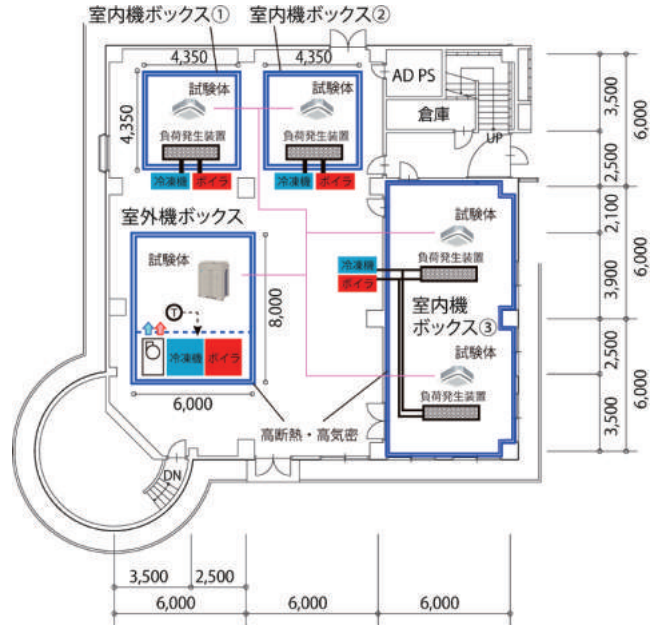 室内機ボックス①
室内機ボックス②
4,350
4,350
4,350
試験体
試験体
負荷発生装置
負荷発生装置
冷凍機
ボイラ
冷凍機
ボイラ
AD PS
倉庫
UP
3,500
2,500
6,000
室外機ボックス
試験体
T
8,000
冷凍機
ボイラ
6,000
試験体
負荷発生装置
冷凍機
ボイラ
室内機
ボックス③
試験体
負荷発生装置
2,100
3,900
6,000
2,500
3,500
6,000
高断熱・高気密
DN
3,500
2,500
6,000
6,000
6,000